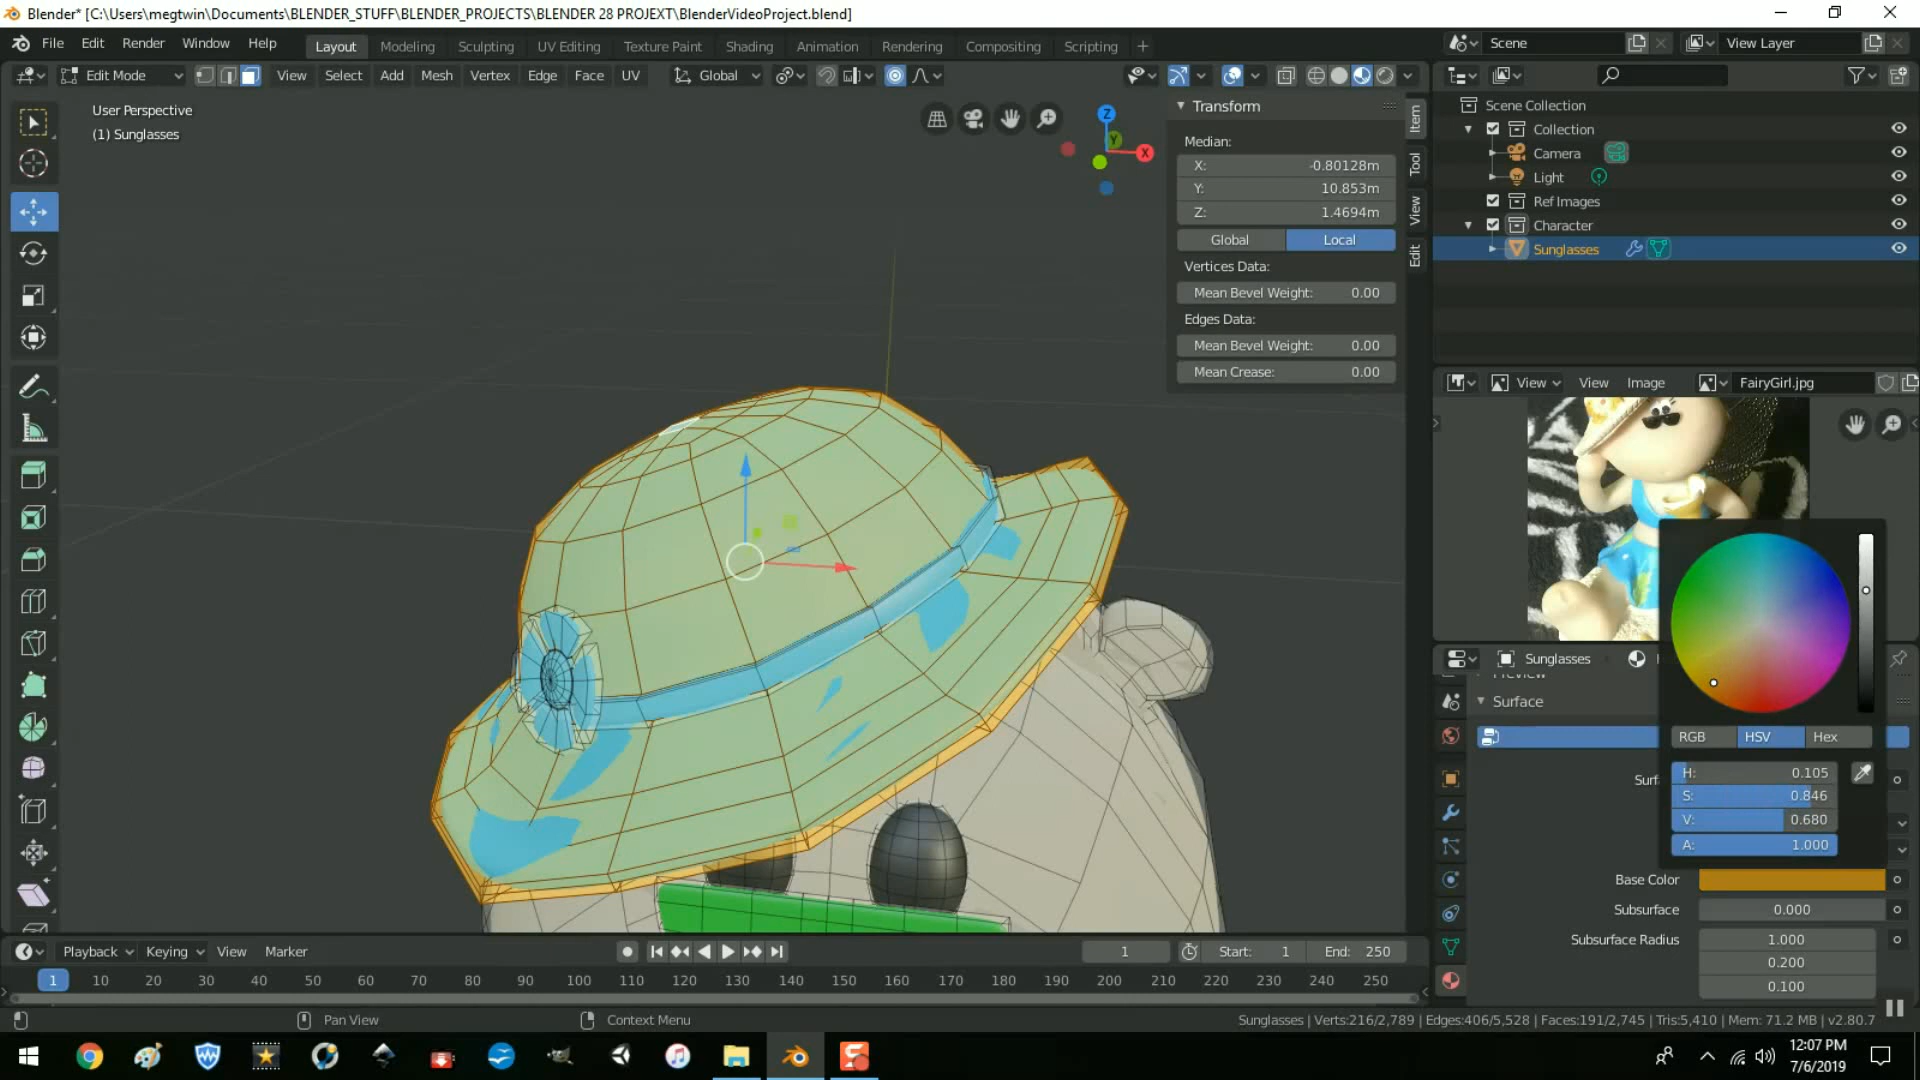 Blender* [C:\Users\megtwin\Documents\BLENDER_STUFF\BLENDER_PROJECTS\BLENDER 28 PROJEXT\BlenderVideoProject.blend]
File Edit Render Window Help Layout Modeling Sculpting UV Editing Texture Paint Shading Animation Rendering Compositing Scripting + Scene View Layer
Edit Mode View Select Add Mesh Vertex Edge Face UV Global
User Perspective
(1) Sunglasses
Z
Y
X
Transform
Median:
X: -0.80128m
Y: 10.853m
Z: 1.4694m
Global Local
Vertices Data:
Mean Bevel Weight: 0.00
Edges Data:
Mean Bevel Weight: 0.00
Mean Crease: 0.00
Item
Tool
View
Edit
Scene Collection
Collection
Camera
Light
Ref Images
Character
Sunglasses
View View Image FairyGirl.jpg
Sunglasses
Preview
Surface
RGB HSV Hex
H: 0.105
S: 0.846
V: 0.680
A: 1.000
Surf
Base Color
Subsurface 0.000
Subsurface Radius 1.000
0.200
0.100
Playback Keying View Marker 1 Start: 1 End: 250
1 10 20 30 40 50 60 70 80 90 100 110 120 130 140 150 160 170 180 190 200 210 220 230 240 250
Pan View Context Menu Sunglasses | Verts:216/2,789 | Edges:406/5,528 | Faces:191/2,745 | Tris:5,410 | Mem: 71.2 MB | v2.80.7
12:07 PM
7/6/2019